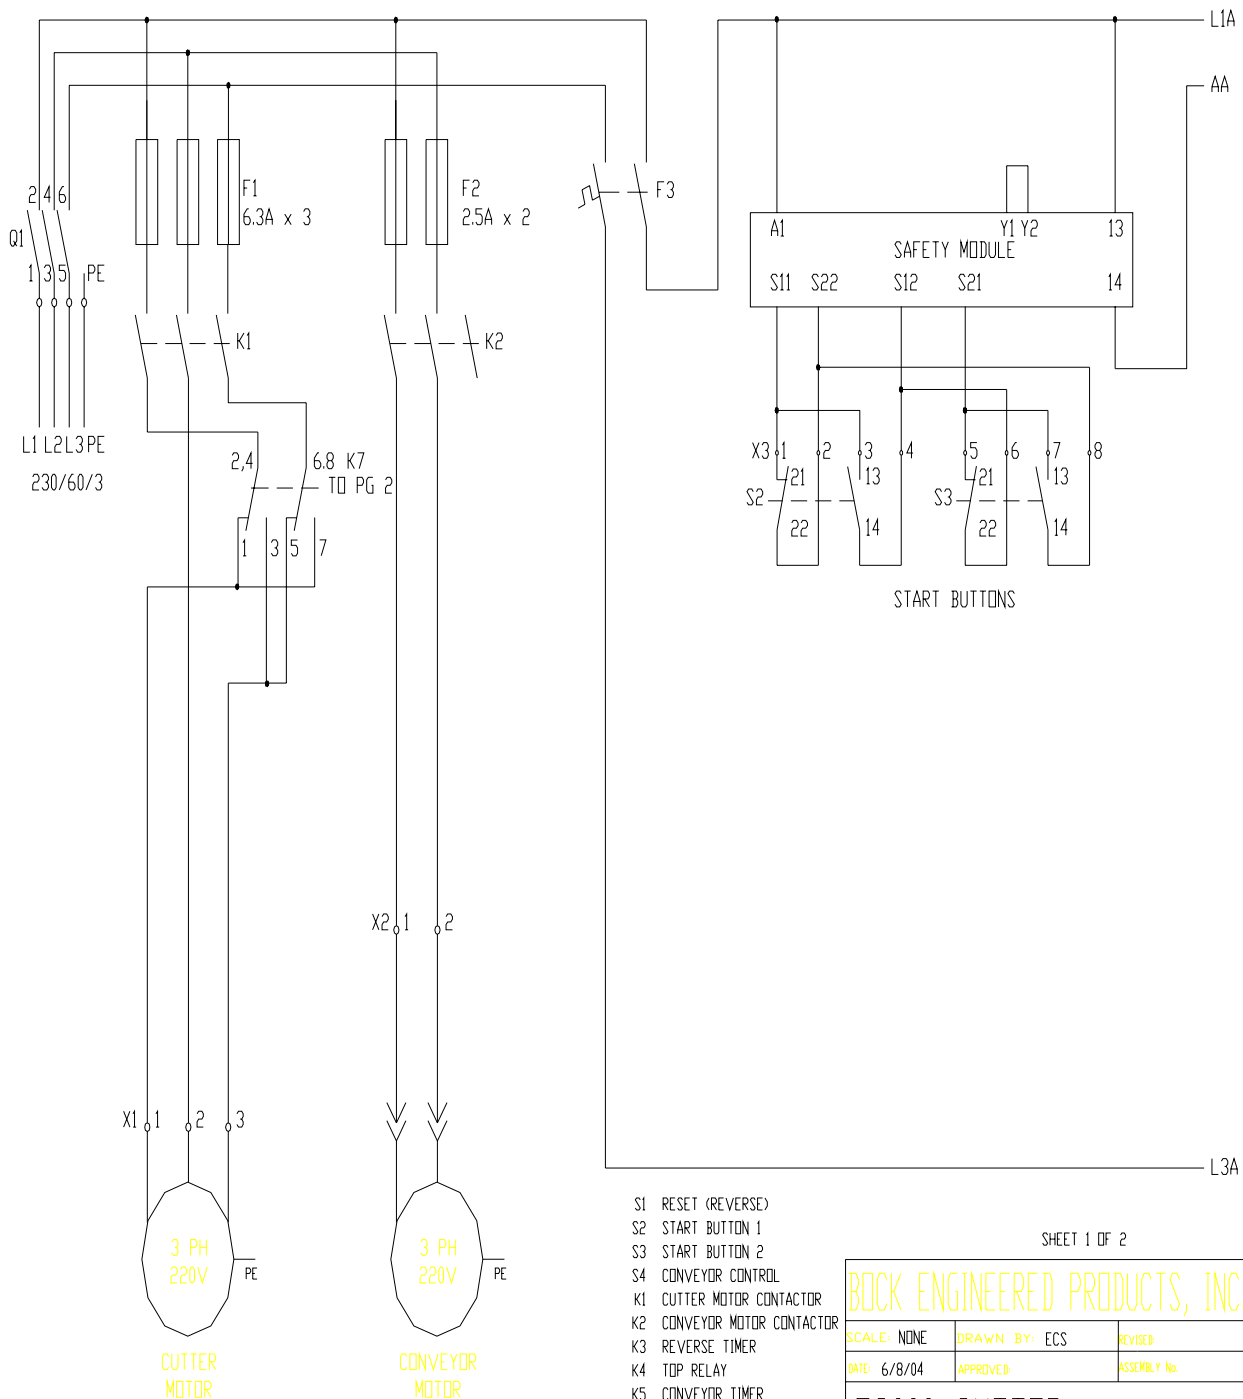 L1A
AA
2 4 6
Q1
1 3 5 PE
L1 L2 L3 PE
230/60/3
F1
6.3A x 3
F2
2.5A x 2
F3
K1
K2
2,4
6.8 K7
TO PG 2
1 3 5 7
A1
Y1 Y2
13
SAFETY MODULE
S11 S22 S12 S21 14
X3 1 2 3 4 5 6 7 8
21 13 21 13
S2 S3
22 14 22 14
START BUTTONS
X2 1 2
X1 1 2 3
L3A
3 PH
220V
PE
CUTTER
MOTOR
3 PH
220V
PE
CONVEYOR
MOTOR
S1 RESET (REVERSE)
S2 START BUTTON 1
S3 START BUTTON 2
S4 CONVEYOR CONTROL
K1 CUTTER MOTOR CONTACTOR
K2 CONVEYOR MOTOR CONTACTOR
K3 REVERSE TIMER
K4 TOP RELAY
K5 CONVEYOR TIMER
SHEET 1 OF 2
BOCK ENGINEERED PRODUCTS, INC
SCALE: NONE DRAWN BY: ECS REVISED:
DATE: 6/8/04 APPROVED: ASSEMBLY No.